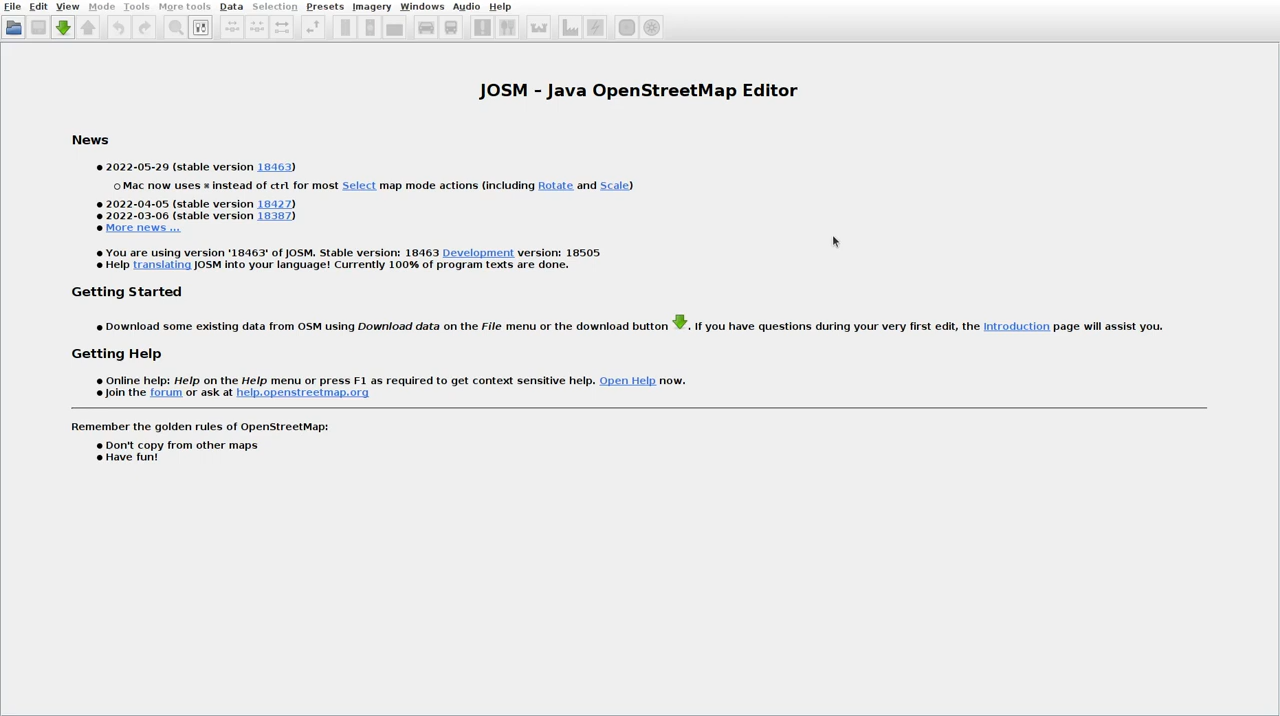 File Edit View Mode Tools More tools Data Selection Presets Imagery Windows Audio Help
JOSM – Java OpenStreetMap Editor
News
2022-05-29 (stable version 18463)
Mac now uses ⌘ instead of ctrl for most Select map mode actions (including Rotate and Scale)
2022-04-05 (stable version 18427)
2022-03-06 (stable version 18387)
More news ...
You are using version '18463' of JOSM. Stable version: 18463 Development version: 18505
Help translating JOSM into your language! Currently 100% of program texts are done.
Getting Started
Download some existing data from OSM using Download data on the File menu or the download button . If you have questions during your very first edit, the Introduction page will assist you.
Getting Help
Online help: Help on the Help menu or press F1 as required to get context sensitive help. Open Help now.
Join the forum or ask at help.openstreetmap.org
Remember the golden rules of OpenStreetMap:
Don't copy from other maps
Have fun!